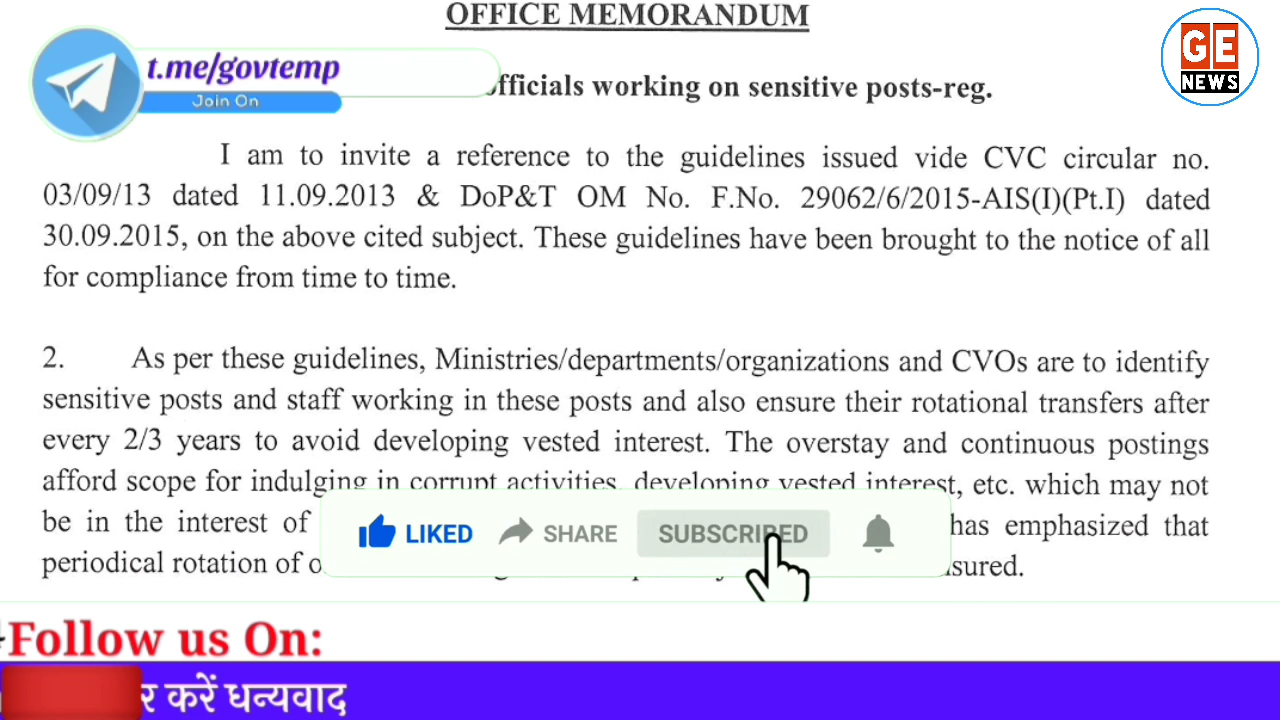 OFFICE MEMORANDUM
t.me/govtemp
Join On
GE
NEWS
officials working on sensitive posts-reg.
I am to invite a reference to the guidelines issued vide CVC circular no.
03/09/13 dated 11.09.2013 & DoP&T OM No. F.No. 29062/6/2015-AIS(I)(Pt.I) dated
30.09.2015, on the above cited subject. These guidelines have been brought to the notice of all
for compliance from time to time.
2. As per these guidelines, Ministries/departments/organizations and CVOs are to identify
sensitive posts and staff working in these posts and also ensure their rotational transfers after
every 2/3 years to avoid developing vested interest. The overstay and continuous postings
afford scope for indulging in corrupt activities, developing vested interest, etc. which may not
be in the interest of has emphasized that
periodical rotation of
LIKED SHARE SUBSCRIBED
Follow us On:
करें धन्यवाद